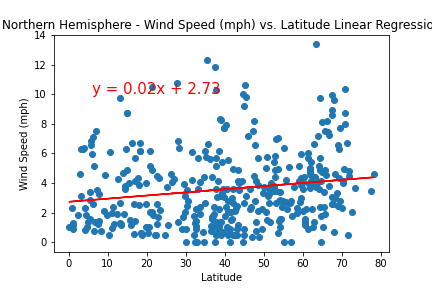 Northern Hemisphere - Wind Speed (mph) vs. Latitude Linear Regressio
14
12
10
8
6
4
2
0
Wind Speed (mph)
y = 0.02x + 2.73
0 10 20 30 40 50 60 70 80
Latitude